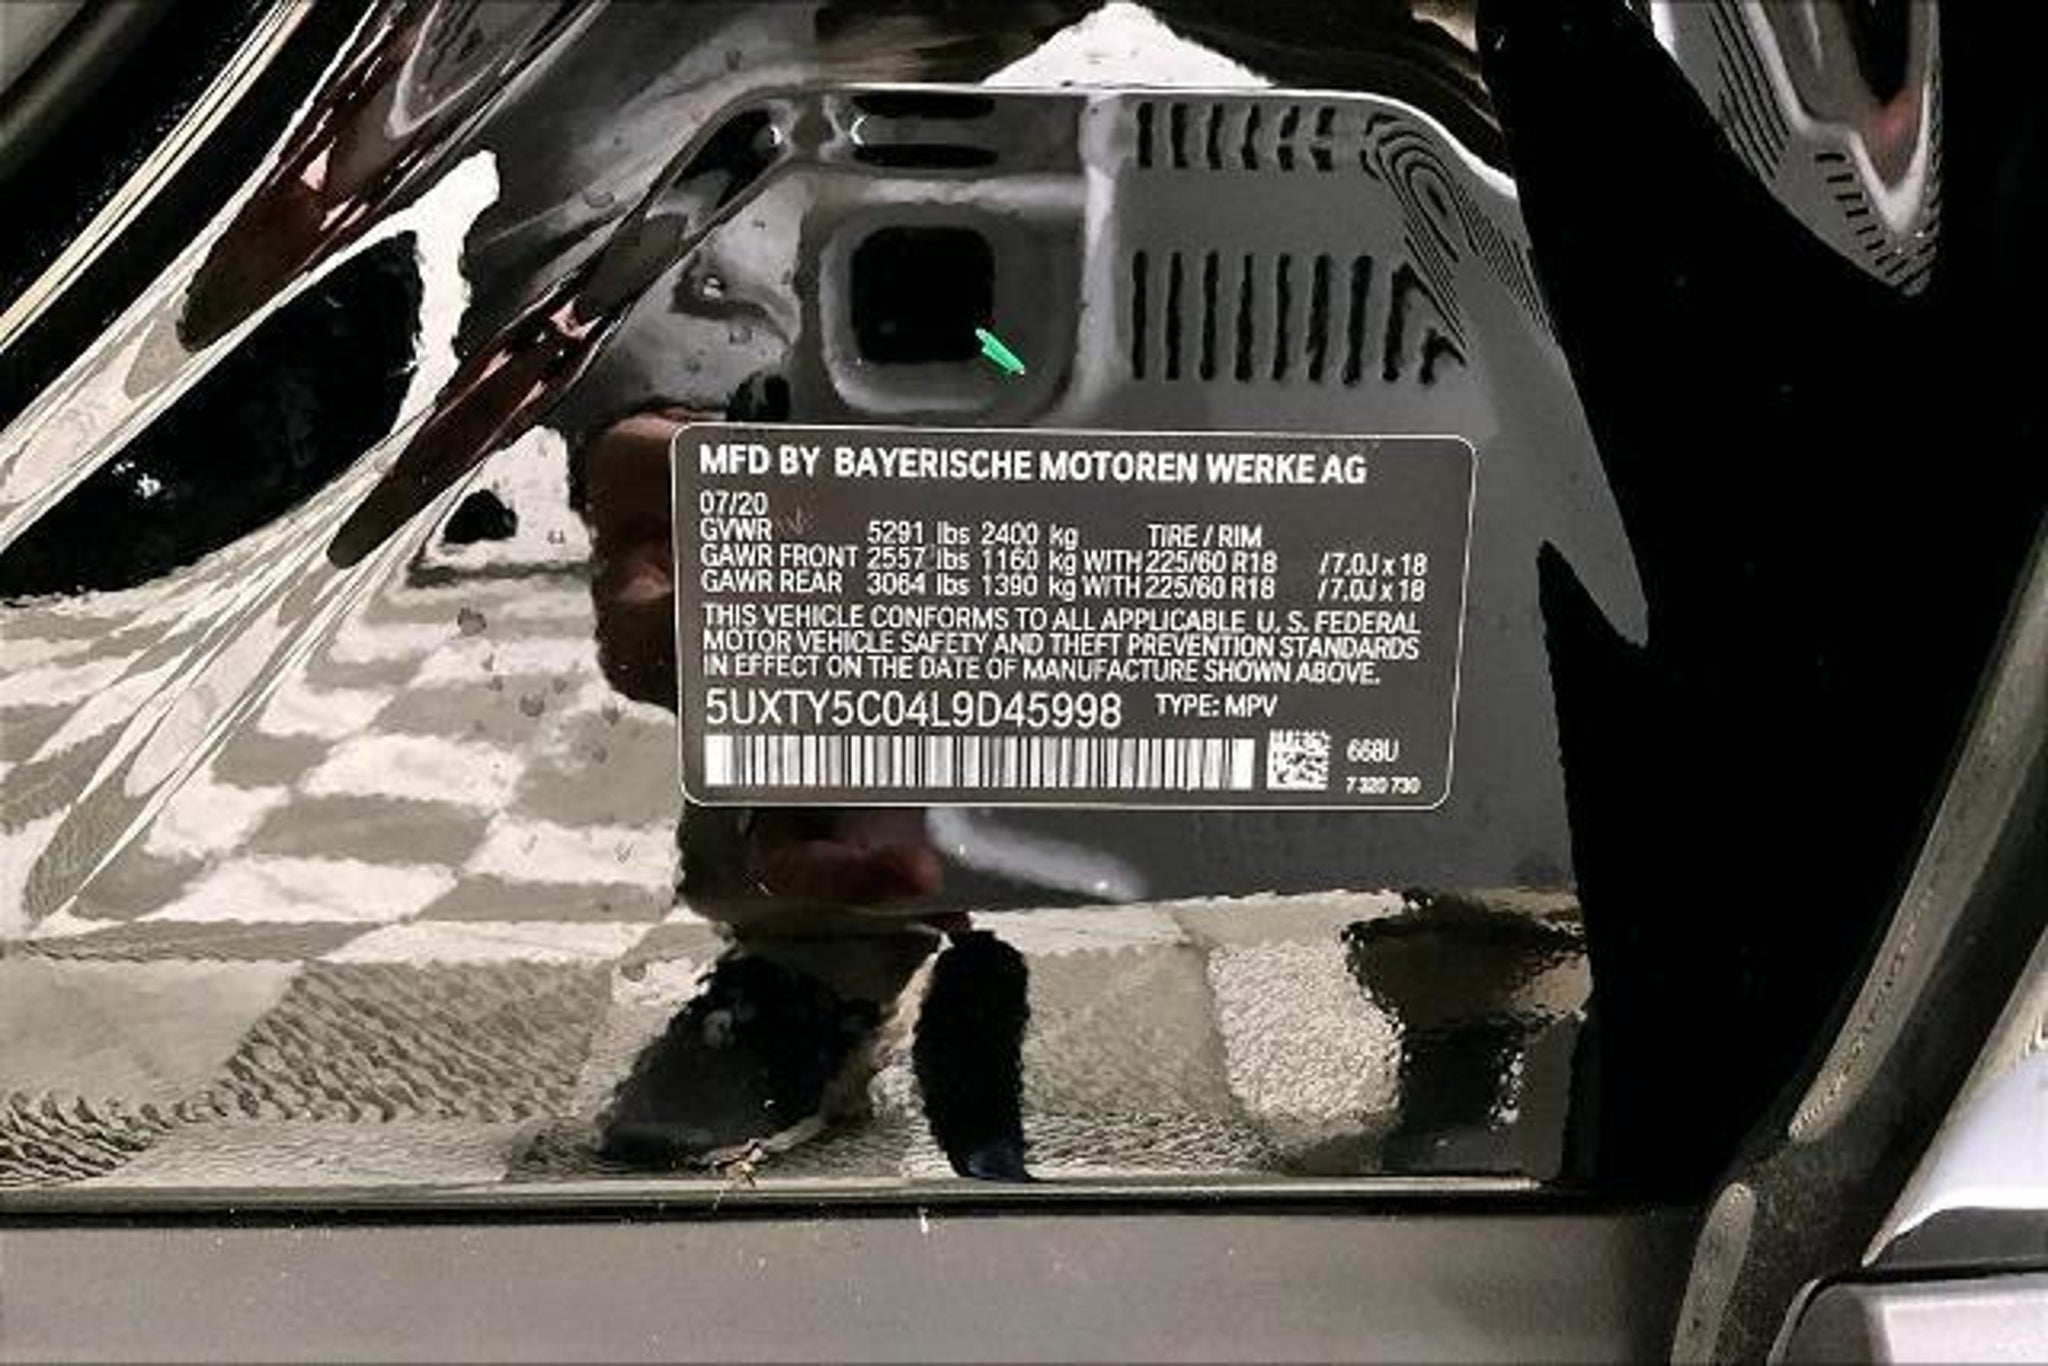 MFD BY BAYERISCHE MOTOREN WERKE AG
07/20
GVWR 5291 lbs 2400 kg TIRE / RIM
GAWR FRONT 2557 lbs 1160 kg WITH 225/60 R18 / 7.0J x 18
GAWR REAR 3064 lbs 1390 kg WITH 225/60 R18 / 7.0J x 18
THIS VEHICLE CONFORMS TO ALL APPLICABLE U. S. FEDERAL
MOTOR VEHICLE SAFETY AND THEFT PREVENTION STANDARDS
IN EFFECT ON THE DATE OF MANUFACTURE SHOWN ABOVE.
5UXTY5C04L9D45998 TYPE: MPV
668U
7 320 730